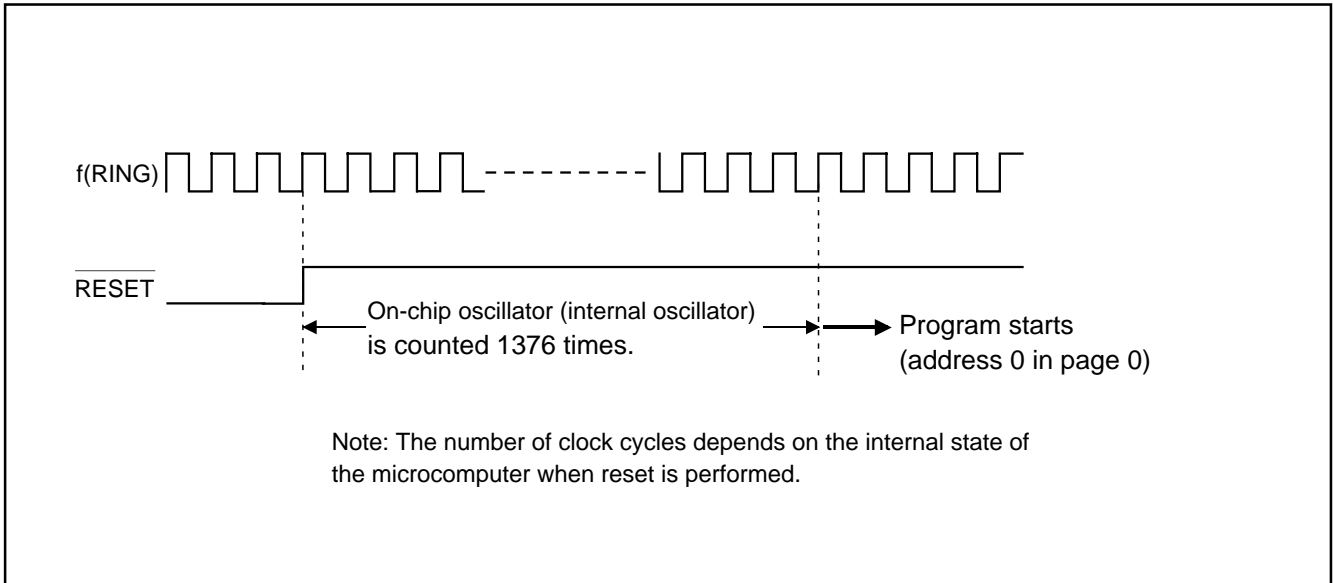 f(RING)
RESET
On-chip oscillator (internal oscillator)
is counted 1376 times.
Program starts
(address 0 in page 0)
Note: The number of clock cycles depends on the internal state of
the microcomputer when reset is performed.